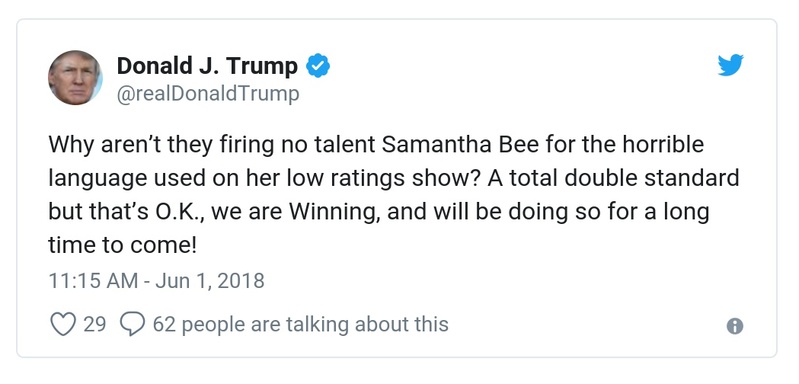 Donald J. Trump
@realDonaldTrump
Why aren’t they firing no talent Samantha Bee for the horrible
language used on her low ratings show? A total double standard
but that’s O.K., we are Winning, and will be doing so for a long
time to come!
11:15 AM - Jun 1, 2018
29 62 people are talking about this